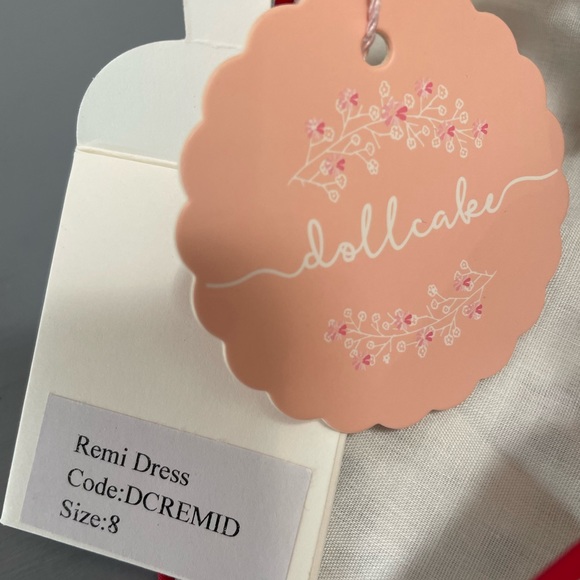 dollcake
Remi Dress
Code:DCREMID
Size:8